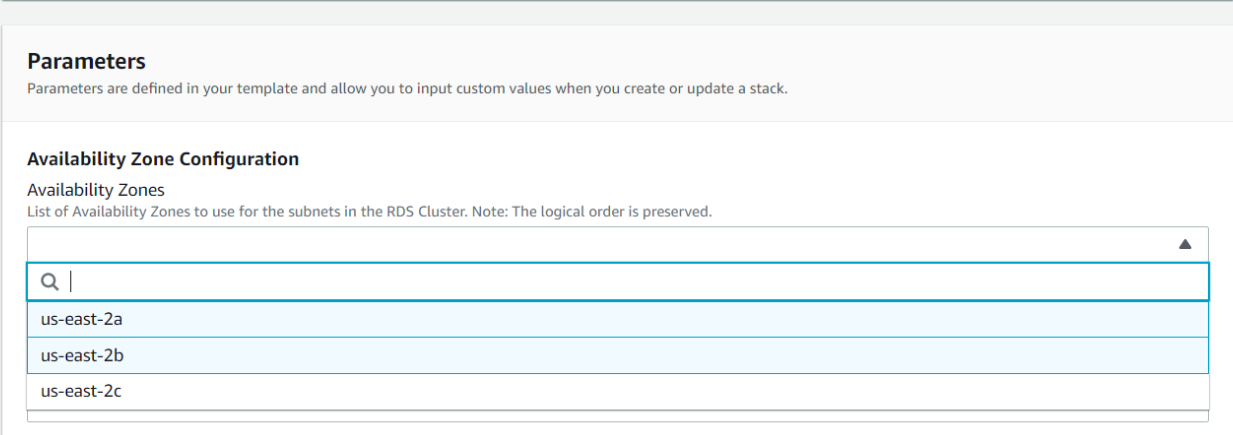 Parameters
Parameters are defined in your template and allow you to input custom values when you create or update a stack.
Availability Zone Configuration
Availability Zones
List of Availability Zones to use for the subnets in the RDS Cluster. Note: The logical order is preserved.
us-east-2a
us-east-2b
us-east-2c